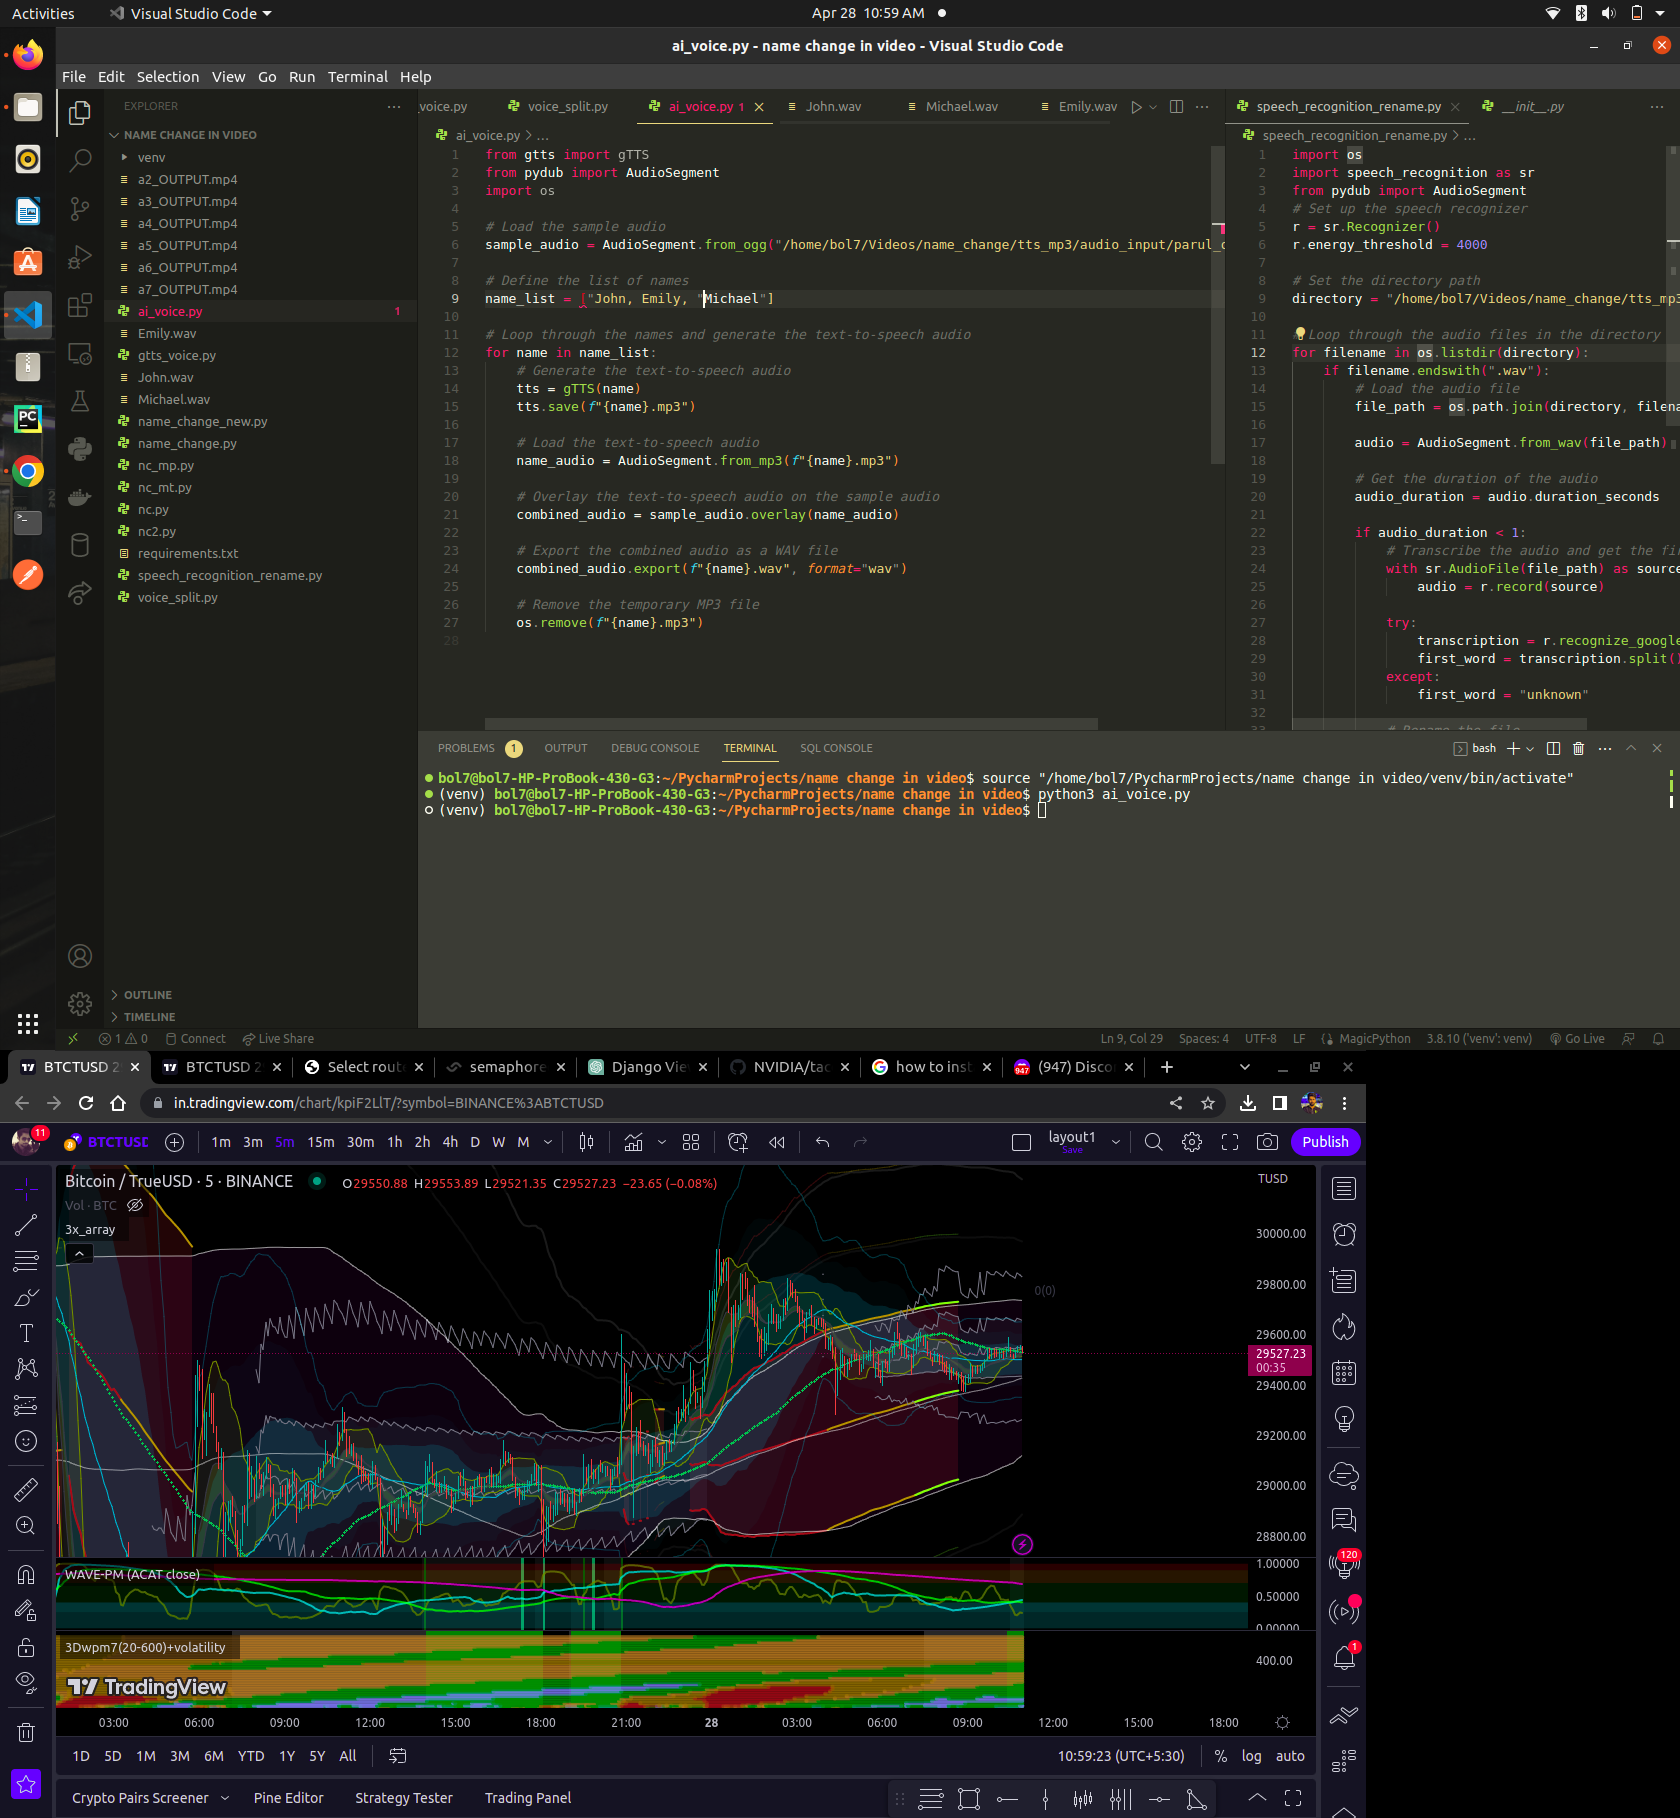 Activities
Visual Studio Code
Apr 28 10:59 AM
ai_voice.py - name change in video - Visual Studio Code
File Edit Selection View Go Run Terminal Help
EXPLORER
NAME CHANGE IN VIDEO
venv
a2_OUTPUT.mp4
a3_OUTPUT.mp4
a4_OUTPUT.mp4
a5_OUTPUT.mp4
a6_OUTPUT.mp4
a7_OUTPUT.mp4
ai_voice.py 1
Emily.wav
gtts_voice.py
John.wav
Michael.wav
name_change_new.py
name_change.py
nc_mp.py
nc_mt.py
nc.py
nc2.py
requirements.txt
speech_recognition_rename.py
voice_split.py
OUTLINE
TIMELINE
_voice.py voice_split.py ai_voice.py 1 John.wav Michael.wav Emily.wav
ai_voice.py > ...
1 from gtts import gTTS
2 from pydub import AudioSegment
3 import os
4
5 # Load the sample audio
6 sample_audio = AudioSegment.from_ogg("/home/bol7/Videos/name_change/tts_mp3/audio_input/parul_
7
8 # Define the list of names
9 name_list = ["John, Emily, "Michael"]
10
11 # Loop through the names and generate the text-to-speech audio
12 for name in name_list:
13 # Generate the text-to-speech audio
14 tts = gTTS(name)
15 tts.save(f"{name}.mp3")
16
17 # Load the text-to-speech audio
18 name_audio = AudioSegment.from_mp3(f"{name}.mp3")
19
20 # Overlay the text-to-speech audio on the sample audio
21 combined_audio = sample_audio.overlay(name_audio)
22
23 # Export the combined audio as a WAV file
24 combined_audio.export(f"{name}.wav", format="wav")
25
26 # Remove the temporary MP3 file
27 os.remove(f"{name}.mp3")
28
speech_recognition_rename.py __init__.py
speech_recognition_rename.py > ...
1 import os
2 import speech_recognition as sr
3 from pydub import AudioSegment
4 # Set up the speech recognizer
5 r = sr.Recognizer()
6 r.energy_threshold = 4000
7
8 # Set the directory path
9 directory = "/home/bol7/Videos/name_change/tts_mp3
10
11 Loop through the audio files in the directory
12 for filename in os.listdir(directory):
13 if filename.endswith(".wav"):
14 # Load the audio file
15 file_path = os.path.join(directory, filena
16
17 audio = AudioSegment.from_wav(file_path)
18
19 # Get the duration of the audio
20 audio_duration = audio.duration_seconds
21
22 if audio_duration < 1:
23 # Transcribe the audio and get the fi
24 with sr.AudioFile(file_path) as source
25 audio = r.record(source)
26
27 try:
28 transcription = r.recognize_google
29 first_word = transcription.split()
30 except:
31 first_word = "unknown"
32
33 # Rename the file
PROBLEMS 1 OUTPUT DEBUG CONSOLE TERMINAL SQL CONSOLE
bash
bol7@bol7-HP-ProBook-430-G3:~/PycharmProjects/name change in video$ source "/home/bol7/PycharmProjects/name change in video/venv/bin/activate"
(venv) bol7@bol7-HP-ProBook-430-G3:~/PycharmProjects/name change in video$ python3 ai_voice.py
(venv) bol7@bol7-HP-ProBook-430-G3:~/PycharmProjects/name change in video$
1 0 Connect Live Share
Ln 9, Col 29 Spaces: 4 UTF-8 LF MagicPython 3.8.10 ('venv': venv) Go Live
BTCTUSD 2 BTCTUSD 2 Select rout semaphore Django Vie NVIDIA/tac how to inst (947) Disco
in.tradingview.com/chart/kpiF2LlT/?symbol=BINANCE%3ABTCTUSD
11
BTCTUSD 1m 3m 5m 15m 30m 1h 2h 4h D W M
layout1
Save
Publish
Bitcoin / TrueUSD · 5 · BINANCE O29550.88 H29553.89 L29521.35 C29527.23 −23.65 (−0.08%)
TUSD
Vol · BTC
3x_array
0(0)
30000.00
29800.00
29600.00
29527.23
00:35
29400.00
29200.00
29000.00
28800.00
WAVE-PM (ACAT close)
1.00000
0.50000
0.00000
3Dwpm7(20-600)+volatility
400.00
TradingView
120
1
03:00 06:00 09:00 12:00 15:00 18:00 21:00 28 03:00 06:00 09:00 12:00 15:00 18:00
1D 5D 1M 3M 6M YTD 1Y 5Y All
10:59:23 (UTC+5:30) % log auto
Crypto Pairs Screener Pine Editor Strategy Tester Trading Panel